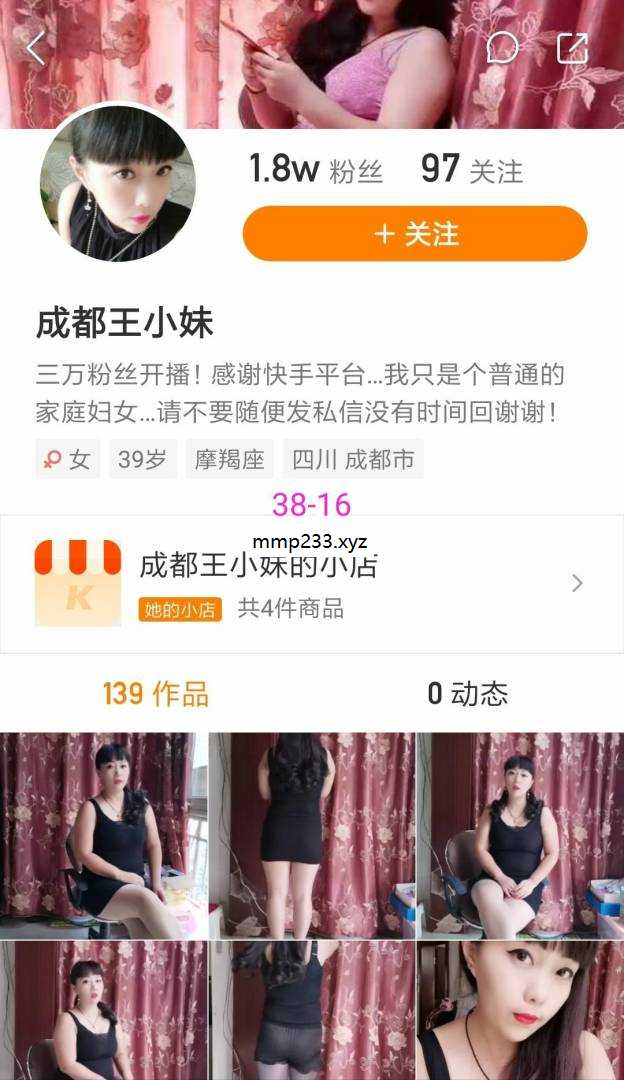 1.8w 粉丝 97 关注
+ 关注
成都王小妹
三万粉丝开播！感谢快手平台...我只是个普通的
家庭妇女...请不要随便发私信没有时间回谢谢！
女 39岁 摩羯座 四川 成都市
38-16
mmp233.xyz
成都王小妹的小店
K
她的小店 共4件商品
139 作品 0 动态